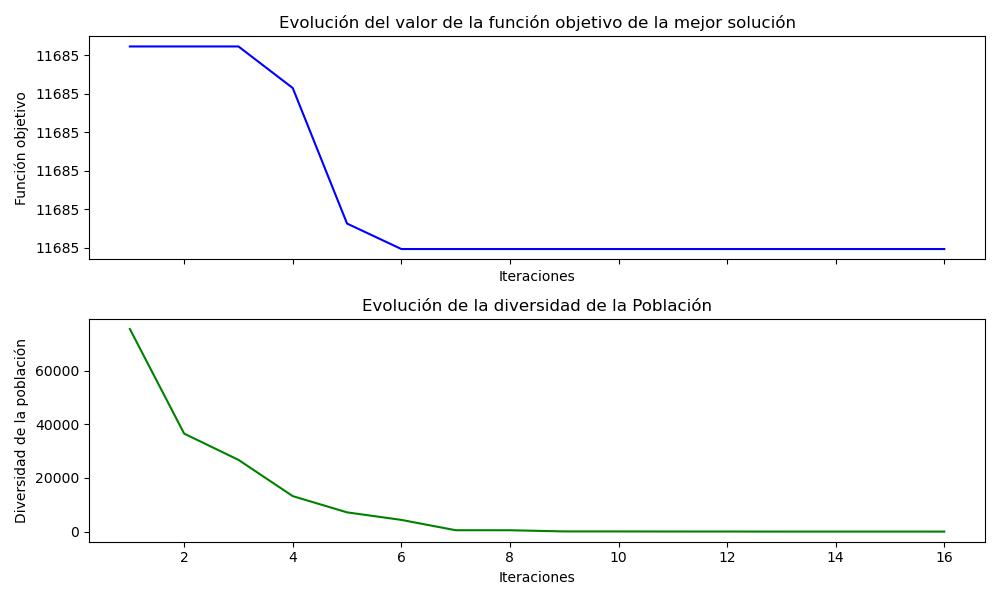 Evolución del valor de la función objetivo de la mejor solución
11685
11685
11685
11685
11685
11685
Función objetivo
Iteraciones
Evolución de la diversidad de la Población
60000
40000
20000
0
Diversidad de la población
2 4 6 8 10 12 14 16
Iteraciones